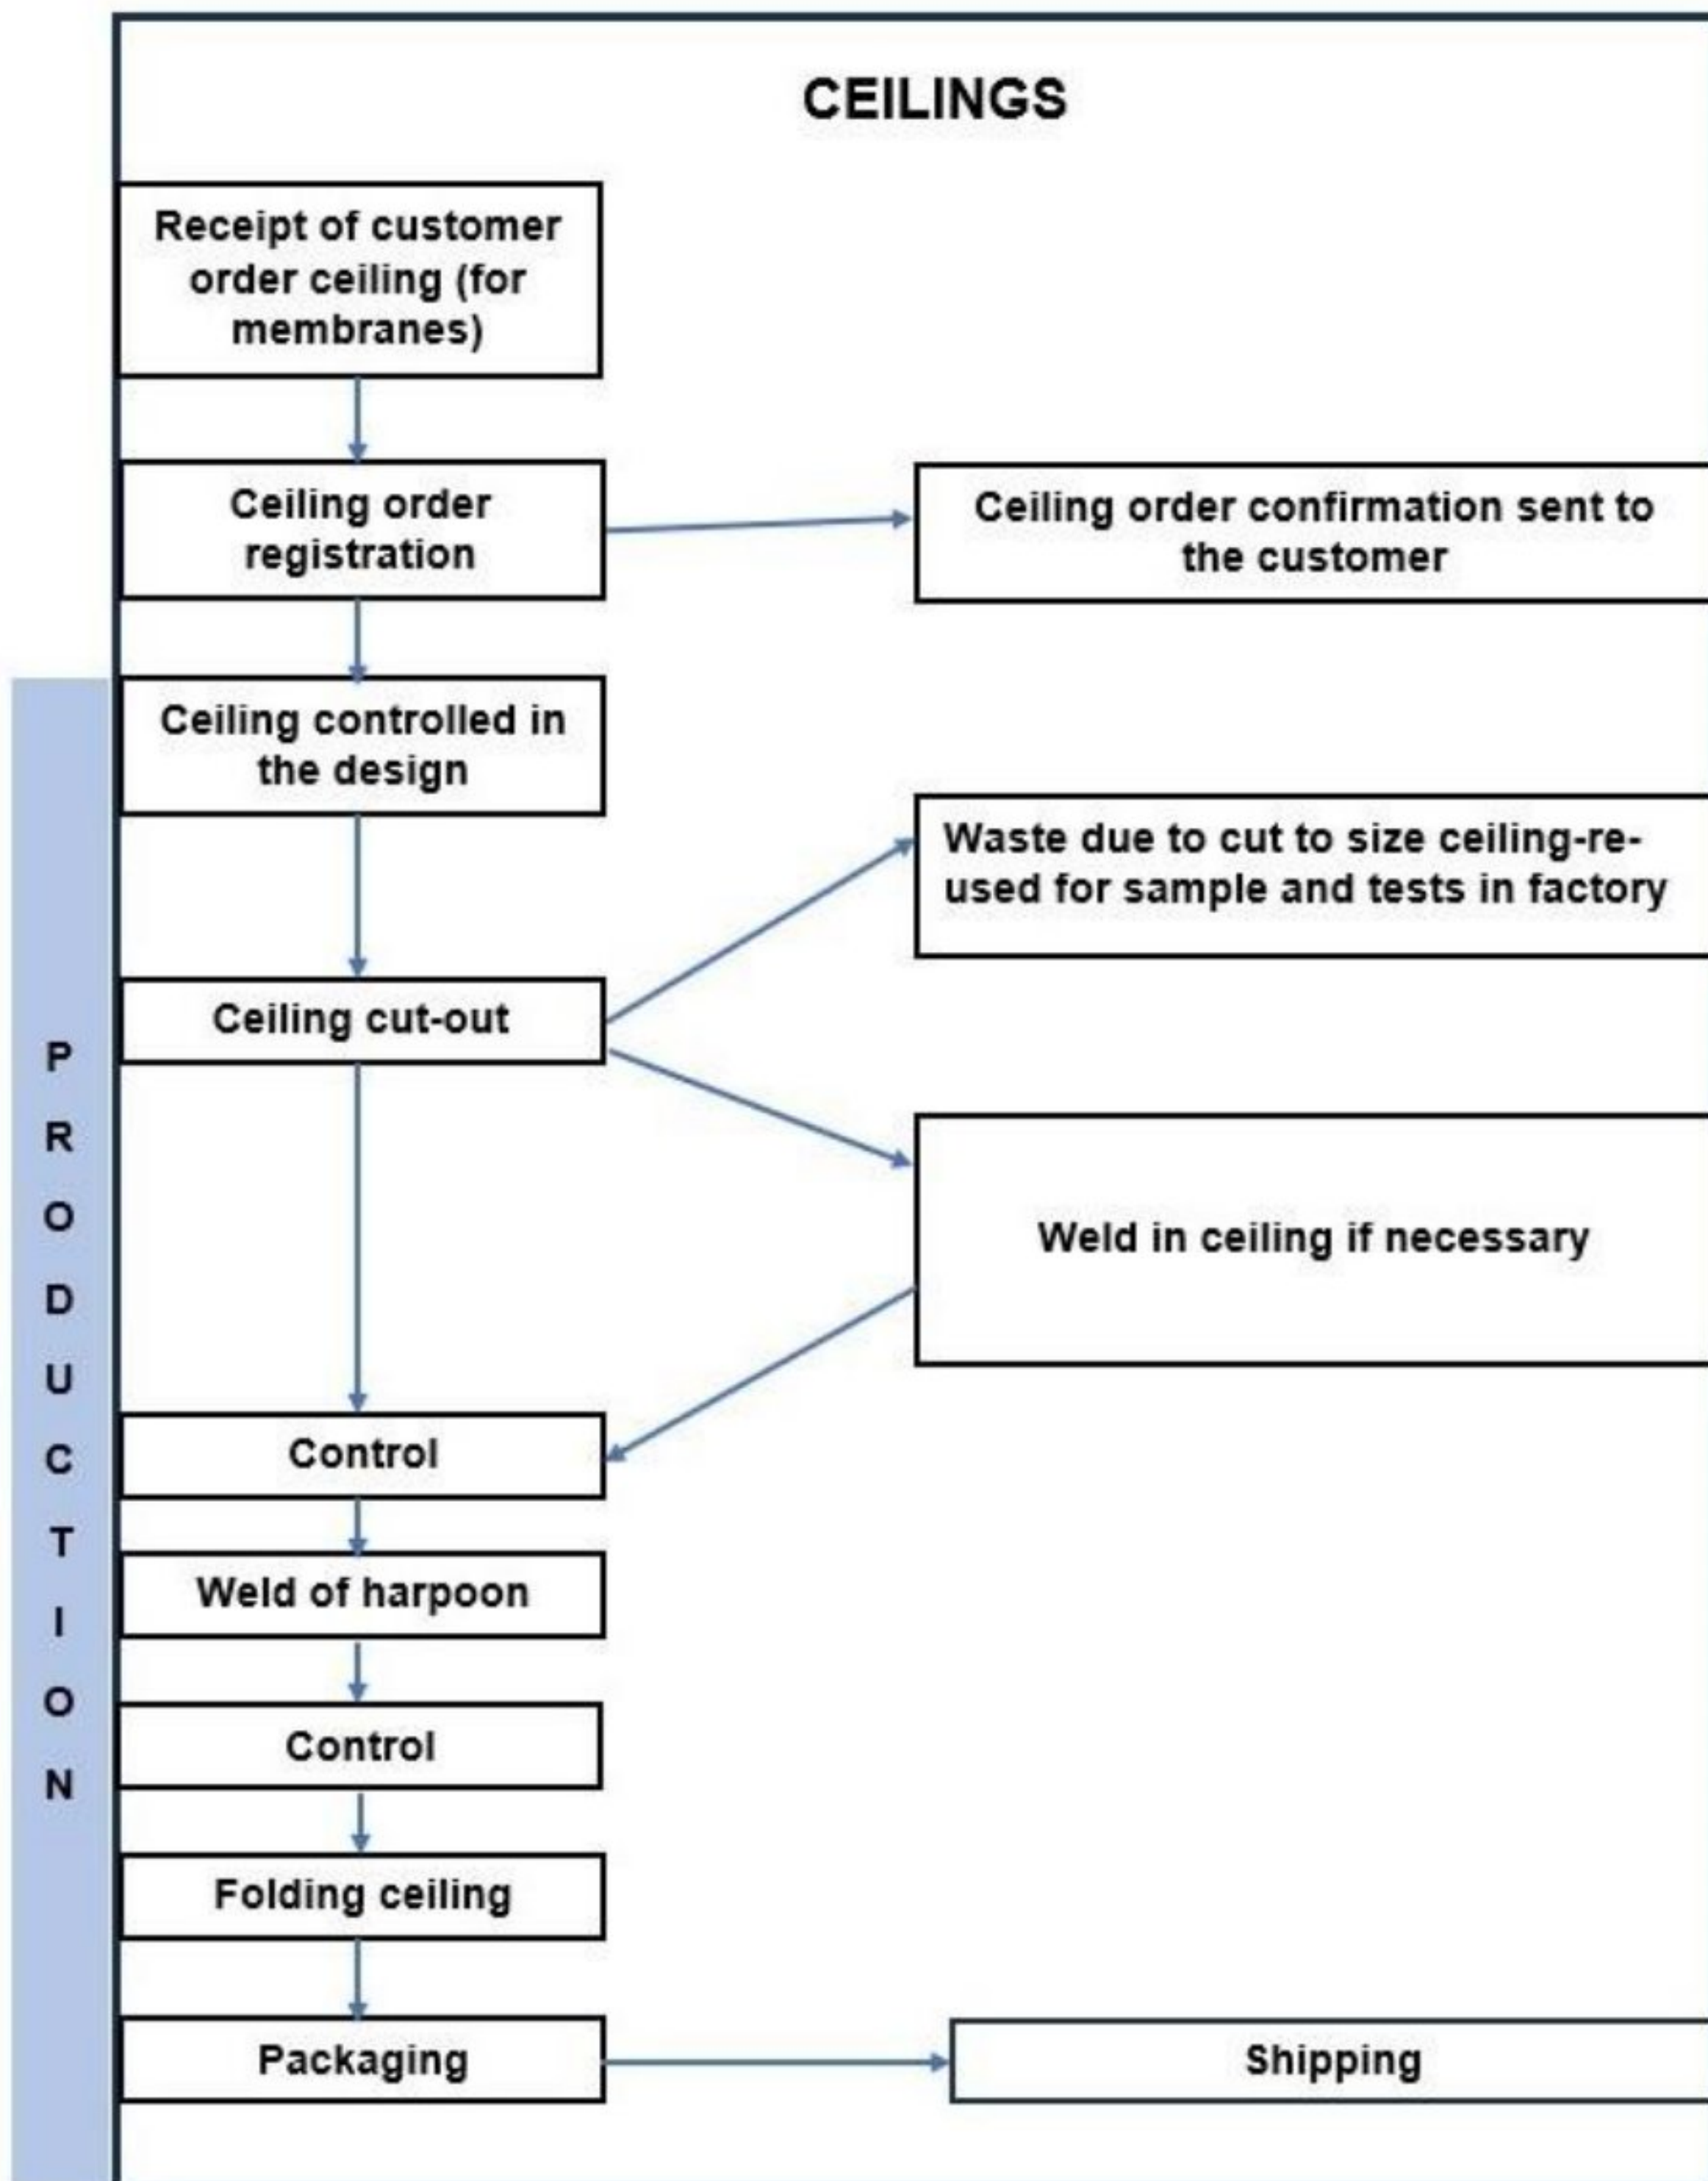 CEILINGS
Receipt of customer
order ceiling (for
membranes)
Ceiling order
registration
Ceiling order confirmation sent to
the customer
Ceiling controlled in
the design
Waste due to cut to size ceiling-re-
used for sample and tests in factory
Ceiling cut-out
Weld in ceiling if necessary
Control
Weld of harpoon
Control
Folding ceiling
Packaging
Shipping
P
R
O
D
U
C
T
I
O
N